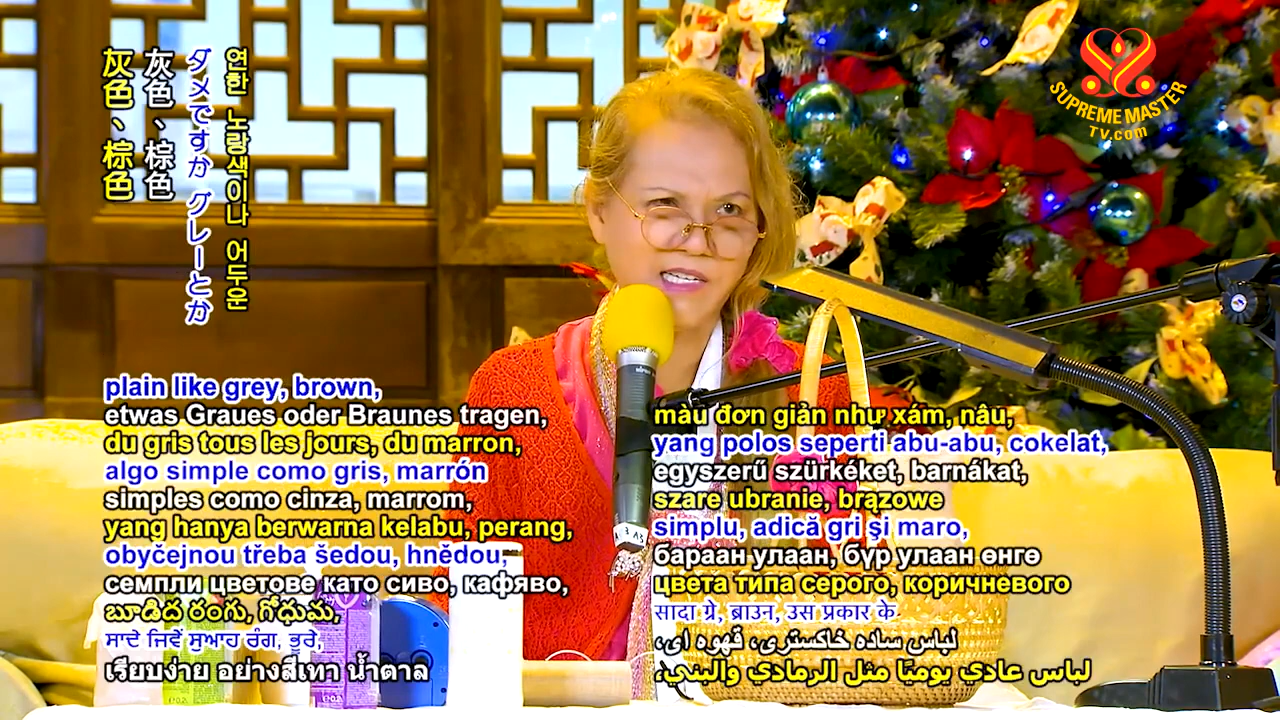 SUPREME MASTER
TV.com
연한 노랑색이나 어두운
ダメですか グレーとか
灰色、棕色
灰色、棕色
plain like grey, brown,
etwas Graues oder Braunes tragen,
du gris tous les jours, du marron,
algo simple como gris, marrón
simples como cinza, marrom,
yang hanya berwarna kelabu, perang,
obyčejnou třeba šedou, hnědou,
семпли цветове като сиво, кафяво,
బూడిద రంగు, గోధుమ,
ਸਾਦੇ ਜਿਵੇਂ ਸੁਆਹ ਰੰਗ, ਭੂਰੇ,
เรียบง่าย อย่างสีเทา น้ำตาล
màu đơn giản như xám, nâu,
yang polos seperti abu-abu, cokelat,
egyszerű szürkéket, barnákat,
szare ubranie, brązowe
simplu, adică gri şi maro,
бараан улаан, бүр улаан өнгө
цвета типа серого, коричневого
सादा ग्रे, ब्राउन, उस प्रकार के
لباس ساده خاکستری، قهوه ای،
لباس عادي يوميًا مثل الرمادي والبني،